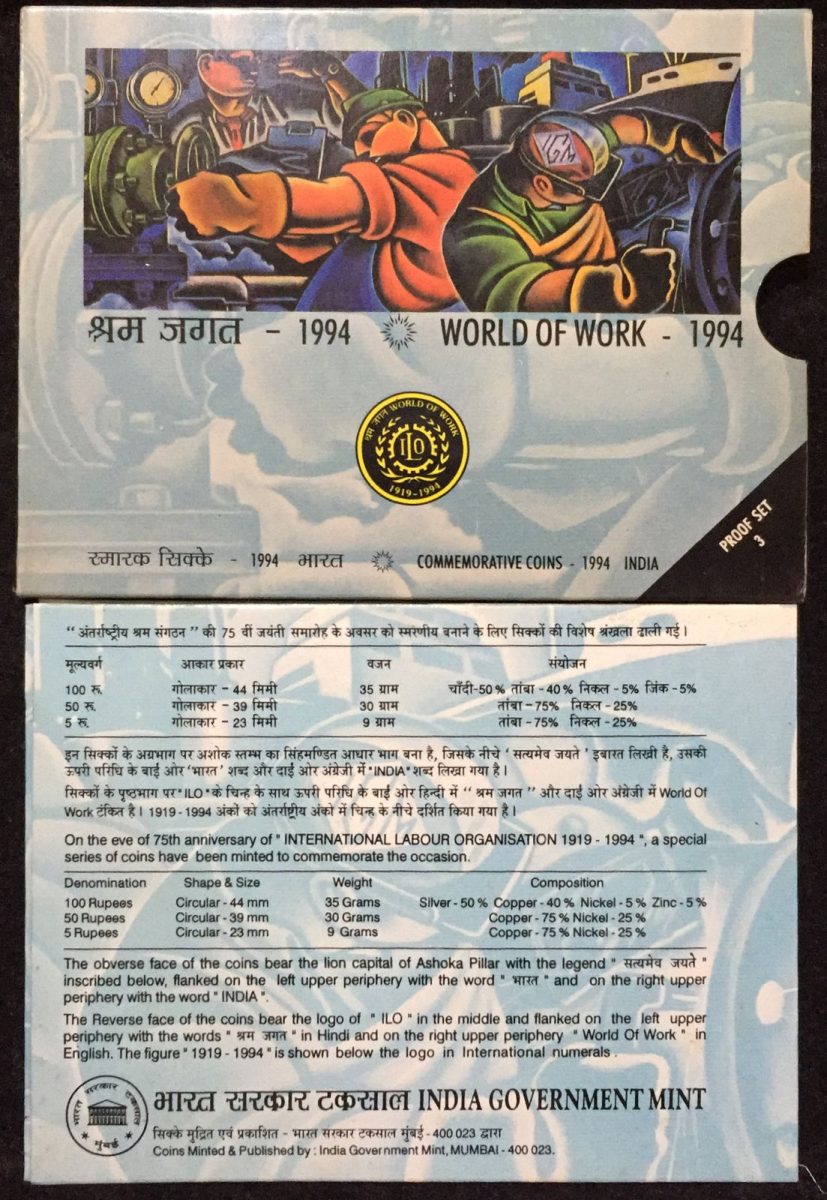 IGM
IGM
श्रम जगत - 1994 WORLD OF WORK - 1994
श्रम जगत WORLD OF WORK
ILO
1919-1994
PROOF SET
3
स्मारक सिक्के - 1994 भारत COMMEMORATIVE COINS - 1994 INDIA
“ अंतर्राष्ट्रीय श्रम संगठन ” की 75 वीं जयंती समारोह के अवसर को स्मरणीय बनाने के लिए सिक्कों की विशेष श्रंखला ढाली गई ।
मूल्यवर्ग आकार प्रकार वजन संयोजन
100 रू. गोलाकार - 44 मिमी 35 ग्राम चाँदी-50 % तांबा - 40% निकल - 5% जिंक - 5%
50 रू. गोलाकार - 39 मिमी 30 ग्राम तांबा - 75% निकल - 25%
5 रू. गोलाकार - 23 मिमी 9 ग्राम तांबा - 75% निकल - 25%
इन सिक्कों के अग्रभाग पर अशोक स्तम्भ का सिंहमण्डित आधार भाग बना है, जिसके नीचे ‘ सत्यमेव जयते ’ इबारत लिखी है, उसकी
ऊपरी परिधि के बाईं ओर ‘भारत’ शब्द और दाईं ओर अंग्रेजी में "INDIA" शब्द लिखा गया है ।
सिक्कों के पृष्ठभाग पर "ILO" के चिन्ह के साथ ऊपरी परिधि के बाईं ओर हिन्दी में “ श्रम जगत ” और दाईं ओर अंग्रेजी में World Of
Work टंकित है । 1919 - 1994 अंकों को अंतर्राष्ट्रीय अंकों में चिन्ह के नीचे दर्शित किया गया है ।
On the eve of 75th anniversary of " INTERNATIONAL LABOUR ORGANISATION 1919 - 1994 ", a special
series of coins have been minted to commemorate the occasion.
Denomination Shape & Size Weight Composition
100 Rupees Circular - 44 mm 35 Grams Silver - 50 % Copper - 40% Nickel - 5 % Zinc - 5 %
50 Rupees Circular - 39 mm 30 Grams Copper - 75 % Nickel - 25 %
5 Rupees Circular - 23 mm 9 Grams Copper - 75 % Nickel - 25 %
The obverse face of the coins bear the lion capital of Ashoka Pillar with the legend " सत्यमेव जयते "
inscribed below, flanked on the left upper periphery with the word " भारत " and on the right upper
periphery with the word " INDIA ".
The Reverse face of the coins bear the logo of " ILO " in the middle and flanked on the left upper
periphery with the words " श्रम जगत " in Hindi and on the right upper periphery " World Of Work " in
English. The figure " 1919 - 1994 " is shown below the logo in International numerals .
भारत सरकार टकसाल
मुंबई
भारत सरकार टकसाल INDIA GOVERNMENT MINT
सिक्के मुद्रित एवं प्रकाशित - भारत सरकार टकसाल मुंबई - 400 023 द्वारा
Coins Minted & Published by : India Government Mint, MUMBAI - 400 023.